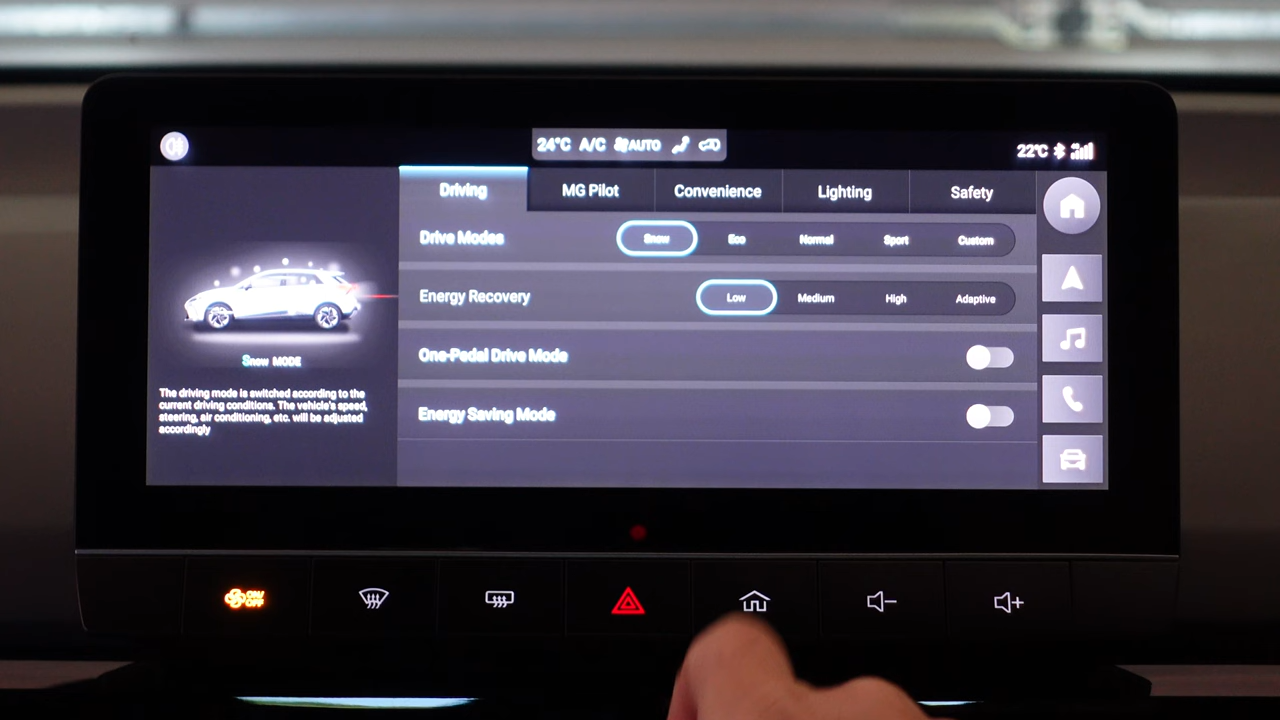 24°C A/C AUTO
22°C
Driving MG Pilot Convenience Lighting Safety
Drive Modes Snow Eco Normal Sport Custom
Energy Recovery Low Medium High Adaptive
One-Pedal Drive Mode
Energy Saving Mode
Snow MODE
The driving mode is switched according to the
current driving conditions. The vehicle's speed,
steering, air conditioning, etc. will be adjusted
accordingly
ON/
OFF